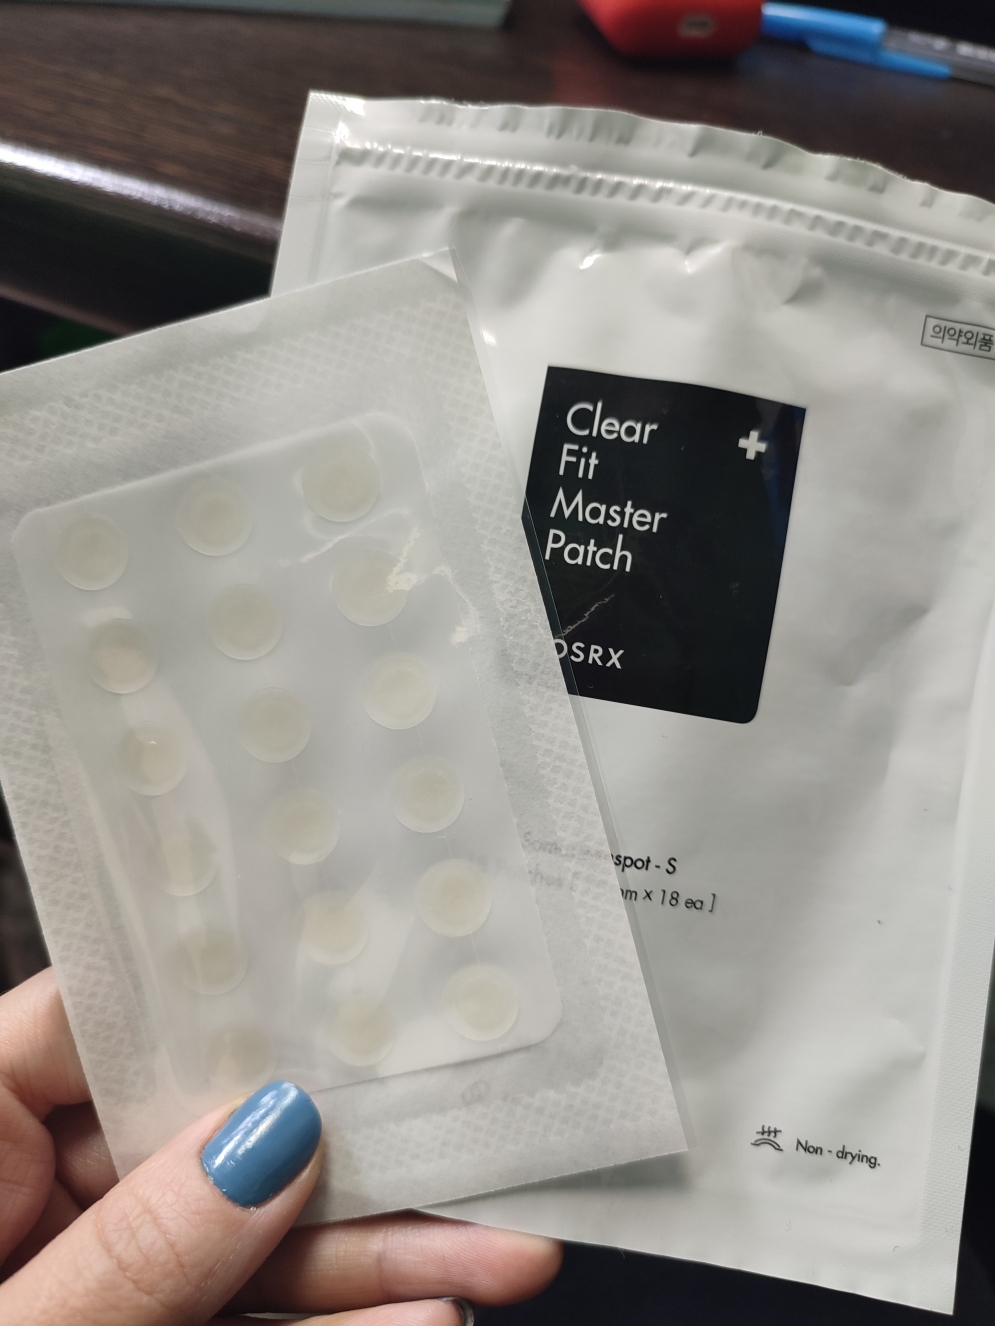 의약외품
Clear
Fit
Master
Patch
OSRX
spot - S
m x 18 ea ]
Non - drying.